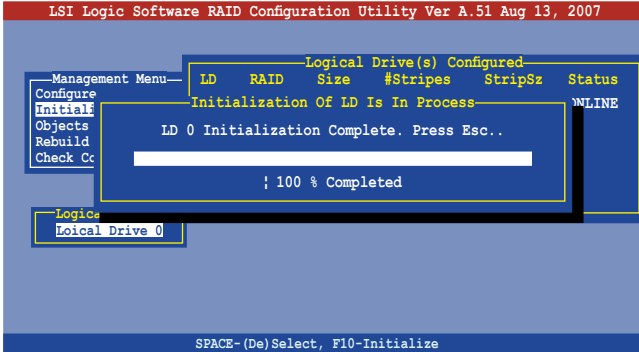 LSI Logic Software RAID Configuration Utility Ver A.51 Aug 13, 2007
Logical Drive(s) Configured
LD RAID Size #Stripes StripSz Status
Management Menu
Configure
Initiali
Objects
Rebuild
Check Co
ONLINE
Initialization Of LD Is In Process
LD 0 Initialization Complete. Press Esc..
¦ 100 % Completed
Logica
Loical Drive 0
SPACE-(De)Select, F10-Initialize